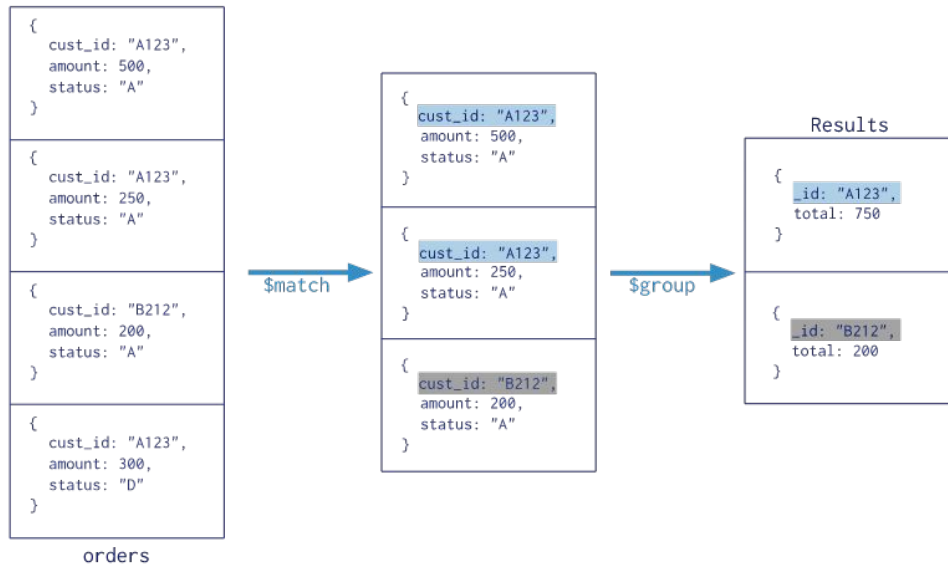 {
cust_id: "A123",
amount: 500,
status: "A"
}
{
cust_id: "A123",
amount: 250,
status: "A"
}
{
cust_id: "B212",
amount: 200,
status: "A"
}
{
cust_id: "A123",
amount: 300,
status: "D"
}
orders
$match
{
cust_id: "A123",
amount: 500,
status: "A"
}
{
cust_id: "A123",
amount: 250,
status: "A"
}
{
cust_id: "B212",
amount: 200,
status: "A"
}
$group
Results
{
_id: "A123",
total: 750
}
{
_id: "B212",
total: 200
}